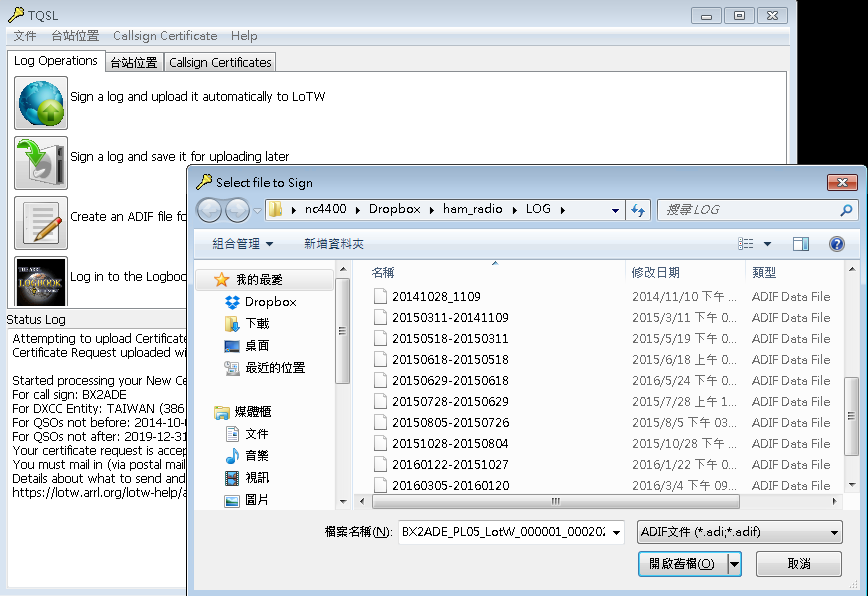 TQSL
文件 台站位置 Callsign Certificate Help
Log Operations 台站位置 Callsign Certificates
Sign a log and upload it automatically to LoTW
Sign a log and save it for uploading later
Create an ADIF file fo
THE ARRL
LOGBOOK
Log in to the Logboo
Status Log
Attempting to upload Certificate
Certificate Request uploaded wi
Started processing your New Ce
For call sign: BX2ADE
For DXCC Entity: TAIWAN (386
For QSOs not before: 2014-10-
For QSOs not after: 2019-12-31
Your certificate request is accep
You must mail in (via postal mail
Details about what to send and
https://lotw.arrl.org/lotw-help/a
Select file to Sign
nc4400 Dropbox ham_radio LOG 搜尋 LOG
組合管理 新增資料夾
我的最愛
Dropbox
下載
桌面
最近的位置
媒體櫃
文件
音樂
視訊
圖片
名稱 修改日期 類型
20141028_1109 2014/11/10 下午 ... ADIF Data File
20150311-20141109 2015/3/11 下午 0... ADIF Data File
20150518-20150311 2015/5/19 下午 0... ADIF Data File
20150618-20150518 2015/6/18 上午 0... ADIF Data File
20150629-20150618 2016/5/24 下午 0... ADIF Data File
20150728-20150629 2015/7/28 上午 1... ADIF Data File
20150805-20150726 2015/8/5 下午 03... ADIF Data File
20151028-20150804 2015/10/28 下午 ... ADIF Data File
20160122-20151027 2016/1/22 下午 0... ADIF Data File
20160305-20160120 2016/3/4 下午 09... ADIF Data File
檔案名稱(N): BX2ADE_PL05_LotW_000001_000202 ADIF文件 (*.adi;*.adif)
開啟舊檔(O) 取消